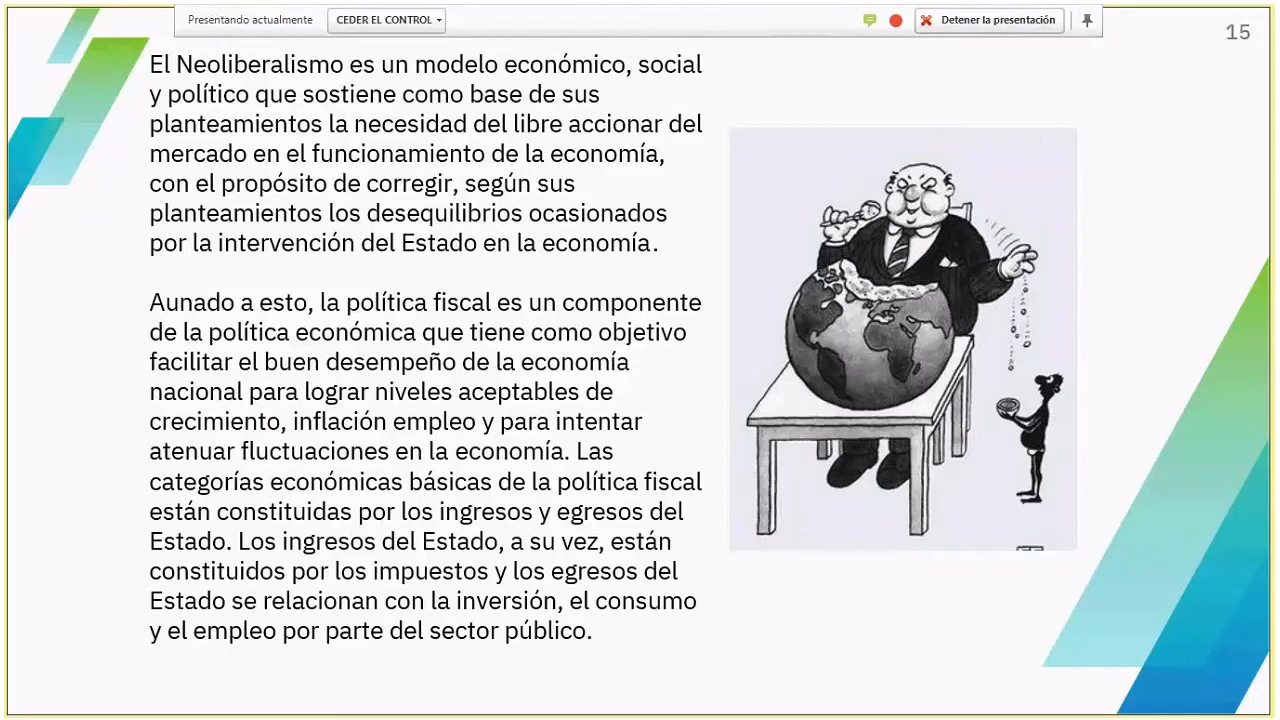 Presentando actualmente CEDER EL CONTROL Detener la presentación
15
El Neoliberalismo es un modelo económico, social
y político que sostiene como base de sus
planteamientos la necesidad del libre accionar del
mercado en el funcionamiento de la economía,
con el propósito de corregir, según sus
planteamientos los desequilibrios ocasionados
por la intervención del Estado en la economía.
Aunado a esto, la política fiscal es un componente
de la política económica que tiene como objetivo
facilitar el buen desempeño de la economía
nacional para lograr niveles aceptables de
crecimiento, inflación empleo y para intentar
atenuar fluctuaciones en la economía. Las
categorías económicas básicas de la política fiscal
están constituidas por los ingresos y egresos del
Estado. Los ingresos del Estado, a su vez, están
constituidos por los impuestos y los egresos del
Estado se relacionan con la inversión, el consumo
y el empleo por parte del sector público.